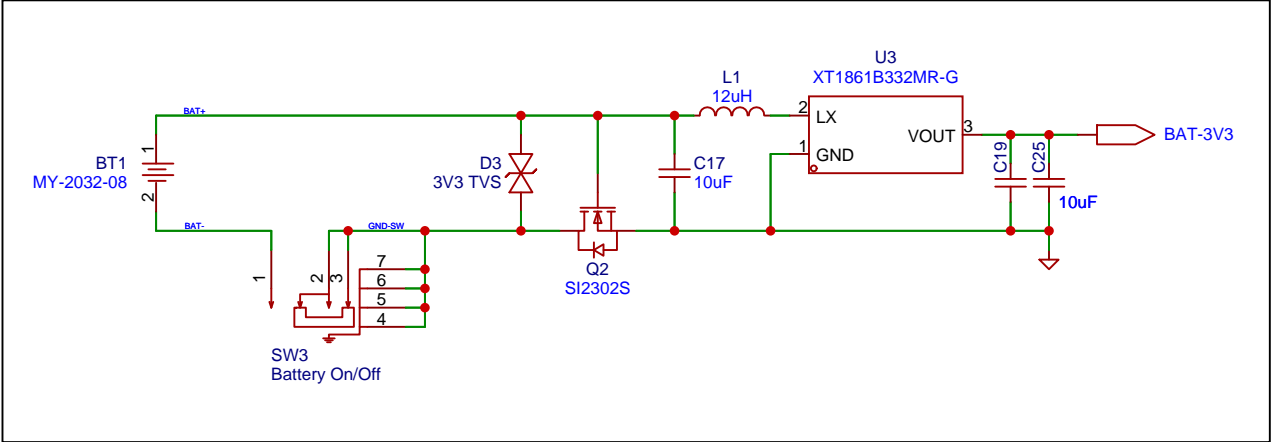 U3
XT1861B332MR-G
L1
12uH
BAT+
2
LX
VOUT
3
BAT-3V3
1
GND
1
BT1
MY-2032-08
2
D3
3V3 TVS
C17
10uF
C19
C25
10uF
BAT-
GND-SW
Q2
SI2302S
1
2
3
7
6
5
4
SW3
Battery On/Off